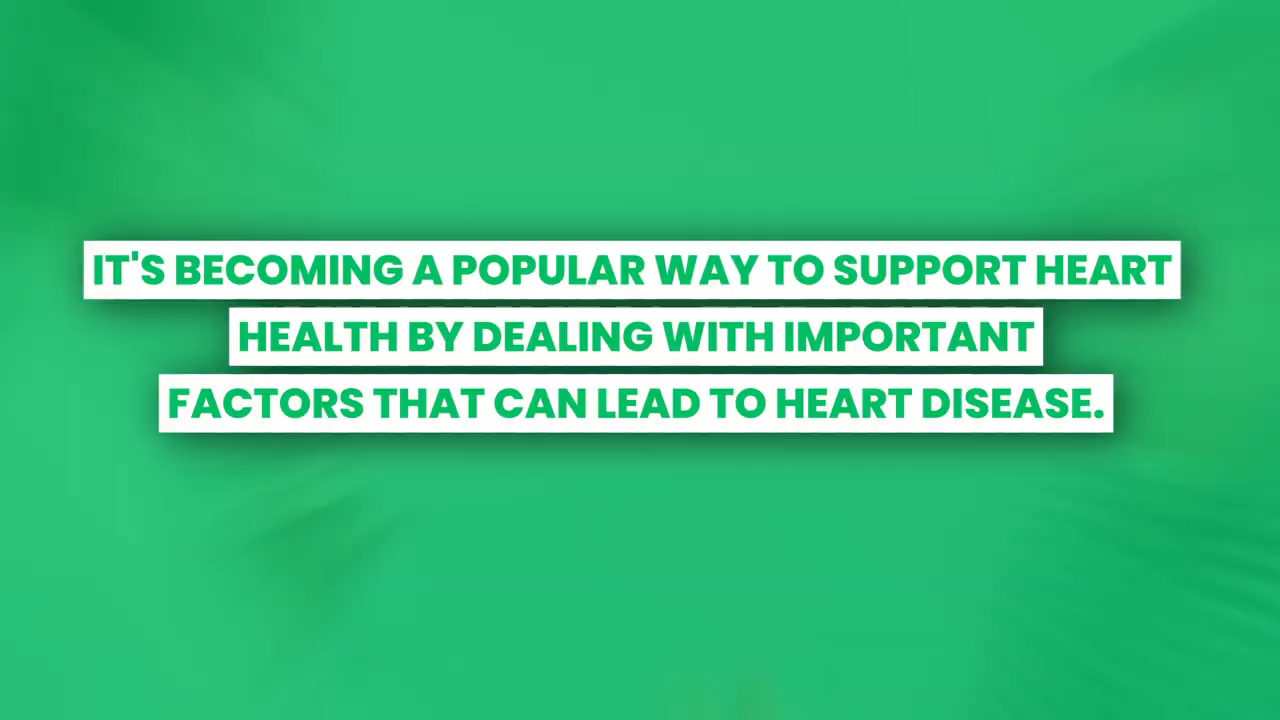 IT'S BECOMING A POPULAR WAY TO SUPPORT HEART
HEALTH BY DEALING WITH IMPORTANT
FACTORS THAT CAN LEAD TO HEART DISEASE.